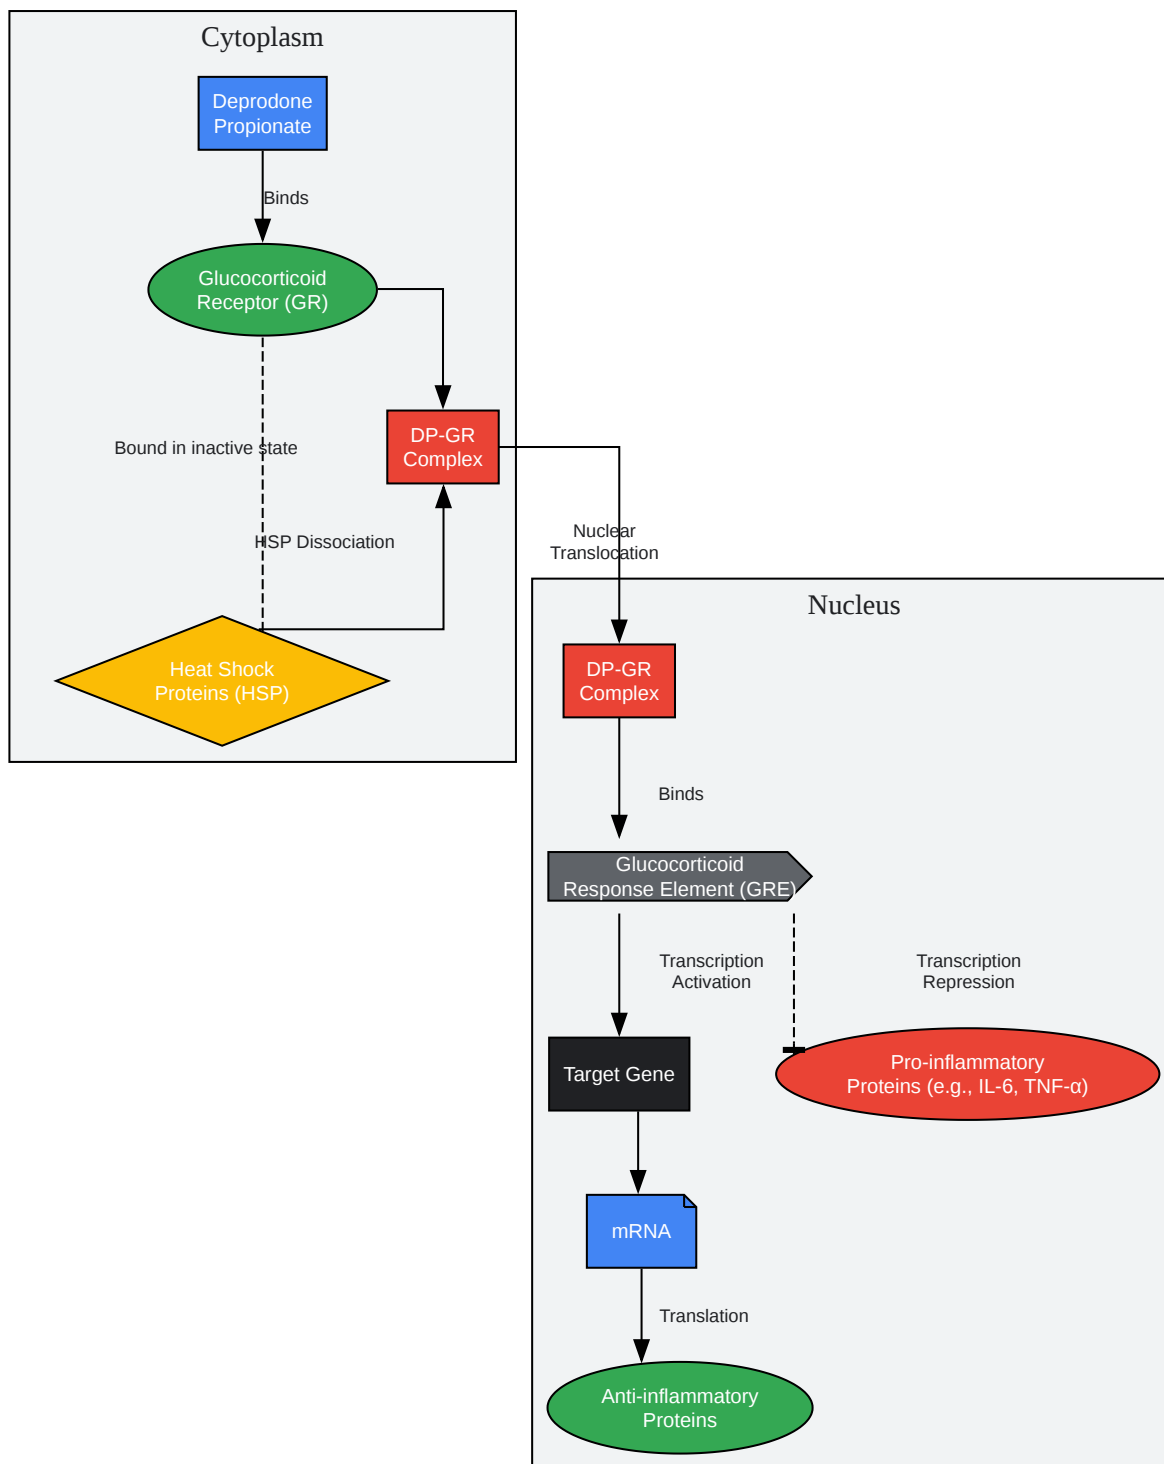 Cytoplasm
Deprodone
Propionate
Binds
Glucocorticoid
Receptor (GR)
DP-GR
Complex
Bound in inactive state
HSP Dissociation
Nuclear
Translocation
Heat Shock
Proteins (HSP)
Nucleus
DP-GR
Complex
Binds
Glucocorticoid
Response Element (GRE)
Transcription
Activation
Transcription
Repression
Target Gene
Pro-inflammatory
Proteins (e.g., IL-6, TNF-α)
mRNA
Translation
Anti-inflammatory
Proteins